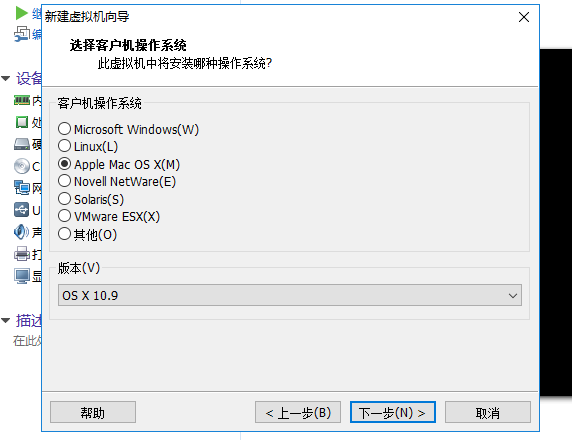 新建虚拟机向导
选择客户机操作系统
此虚拟机中将安装哪种操作系统?
客户机操作系统
Microsoft Windows(W)
Linux(L)
Apple Mac OS X(M)
Novell NetWare(E)
Solaris(S)
VMware ESX(X)
其他(O)
版本(V)
OS X 10.9
帮助
< 上一步(B)
下一步(N) >
取消
继
编
设备
内
处
硬
C
网
U
声
打
显
描述
在此处